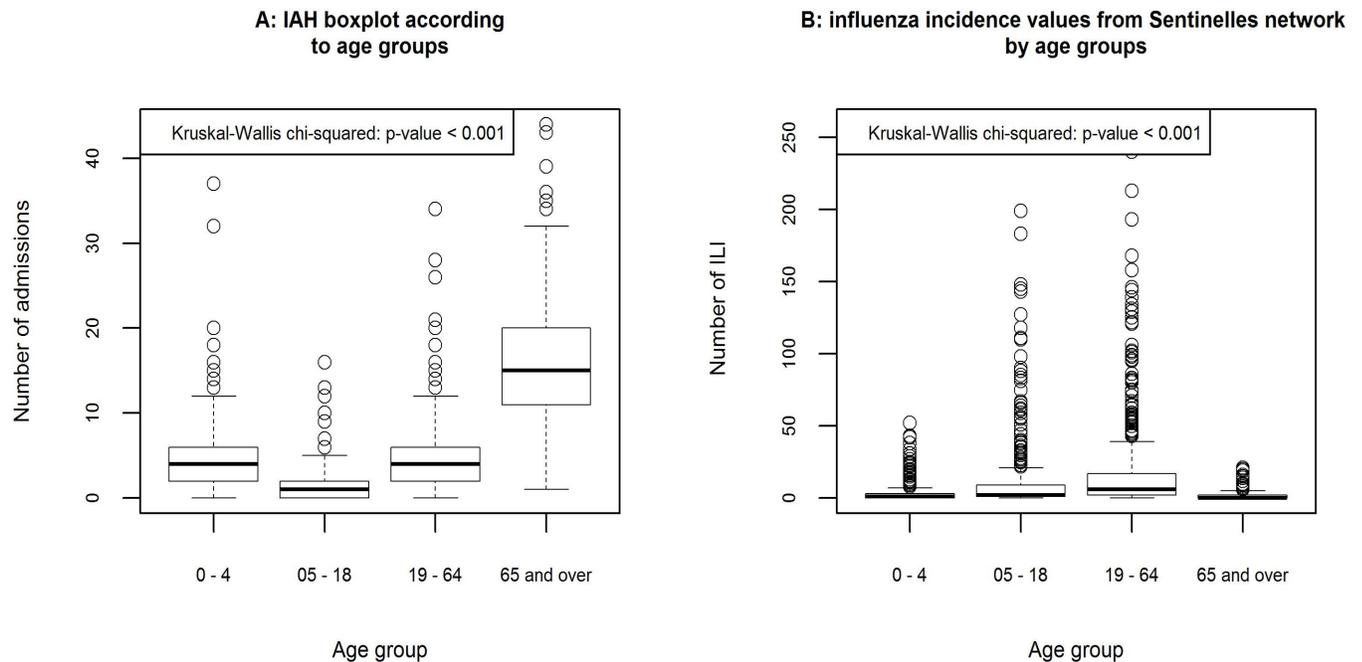 A: IAH boxplot according
to age groups
Kruskal-Wallis chi-squared: p-value < 0.001
Number of admissions
40
30
20
10
0
0 - 4
05 - 18
19 - 64
65 and over
Age group
B: influenza incidence values from Sentinelles network
by age groups
Kruskal-Wallis chi-squared: p-value < 0.001
Number of ILI
250
200
150
100
50
0
0 - 4
05 - 18
19 - 64
65 and over
Age group